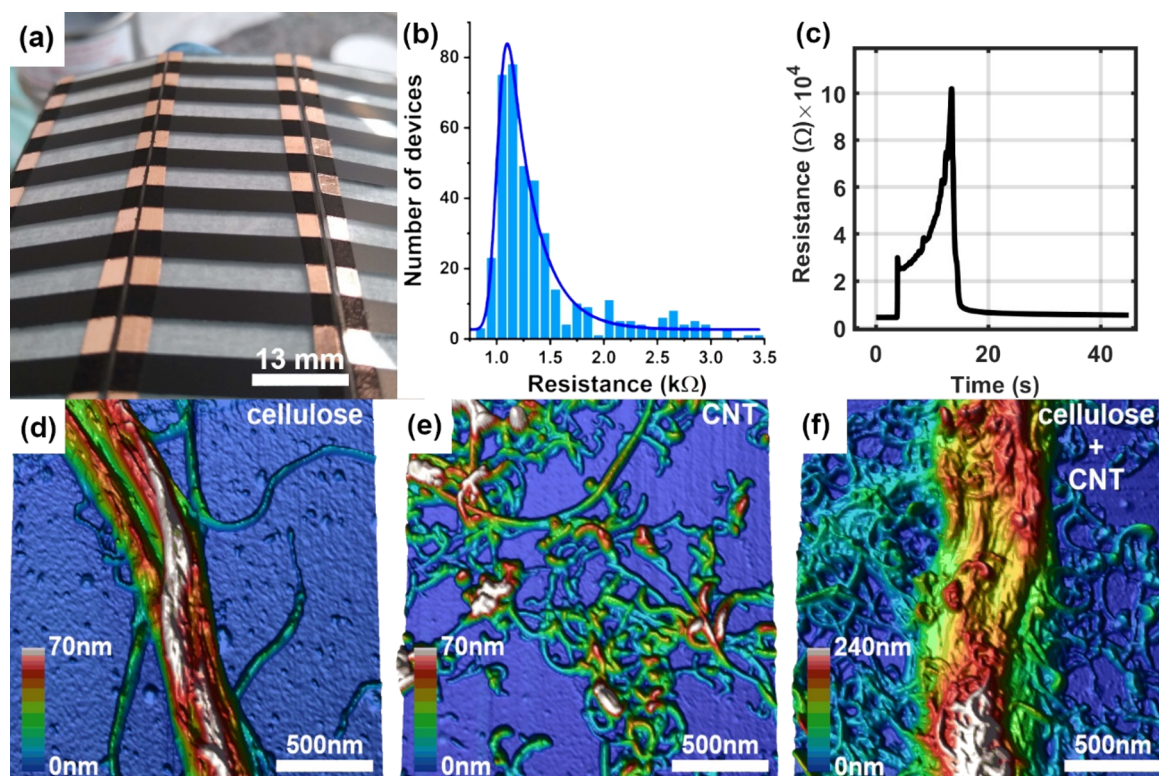 (a)
13 mm
(b)
Number of devices
80
60
40
20
0
1.0 1.5 2.0 2.5 3.0 3.5
Resistance (kΩ)
(c)
Resistance (Ω) × 10⁴
10
8
6
4
2
0
0 20 40
Time (s)
(d)
cellulose
70nm
0nm
500nm
(e)
CNT
70nm
0nm
500nm
(f)
cellulose
+
CNT
240nm
0nm
500nm